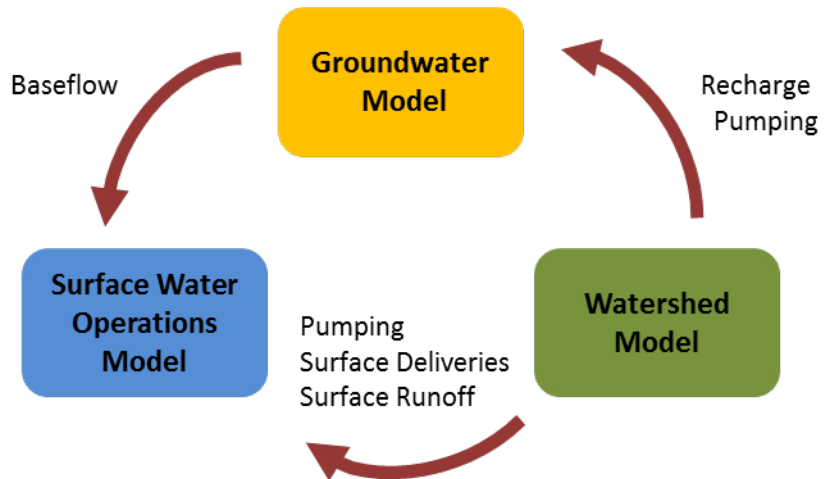 Groundwater
Model
Baseflow
Recharge
Pumping
Surface Water
Operations
Model
Pumping
Surface Deliveries
Surface Runoff
Watershed
Model